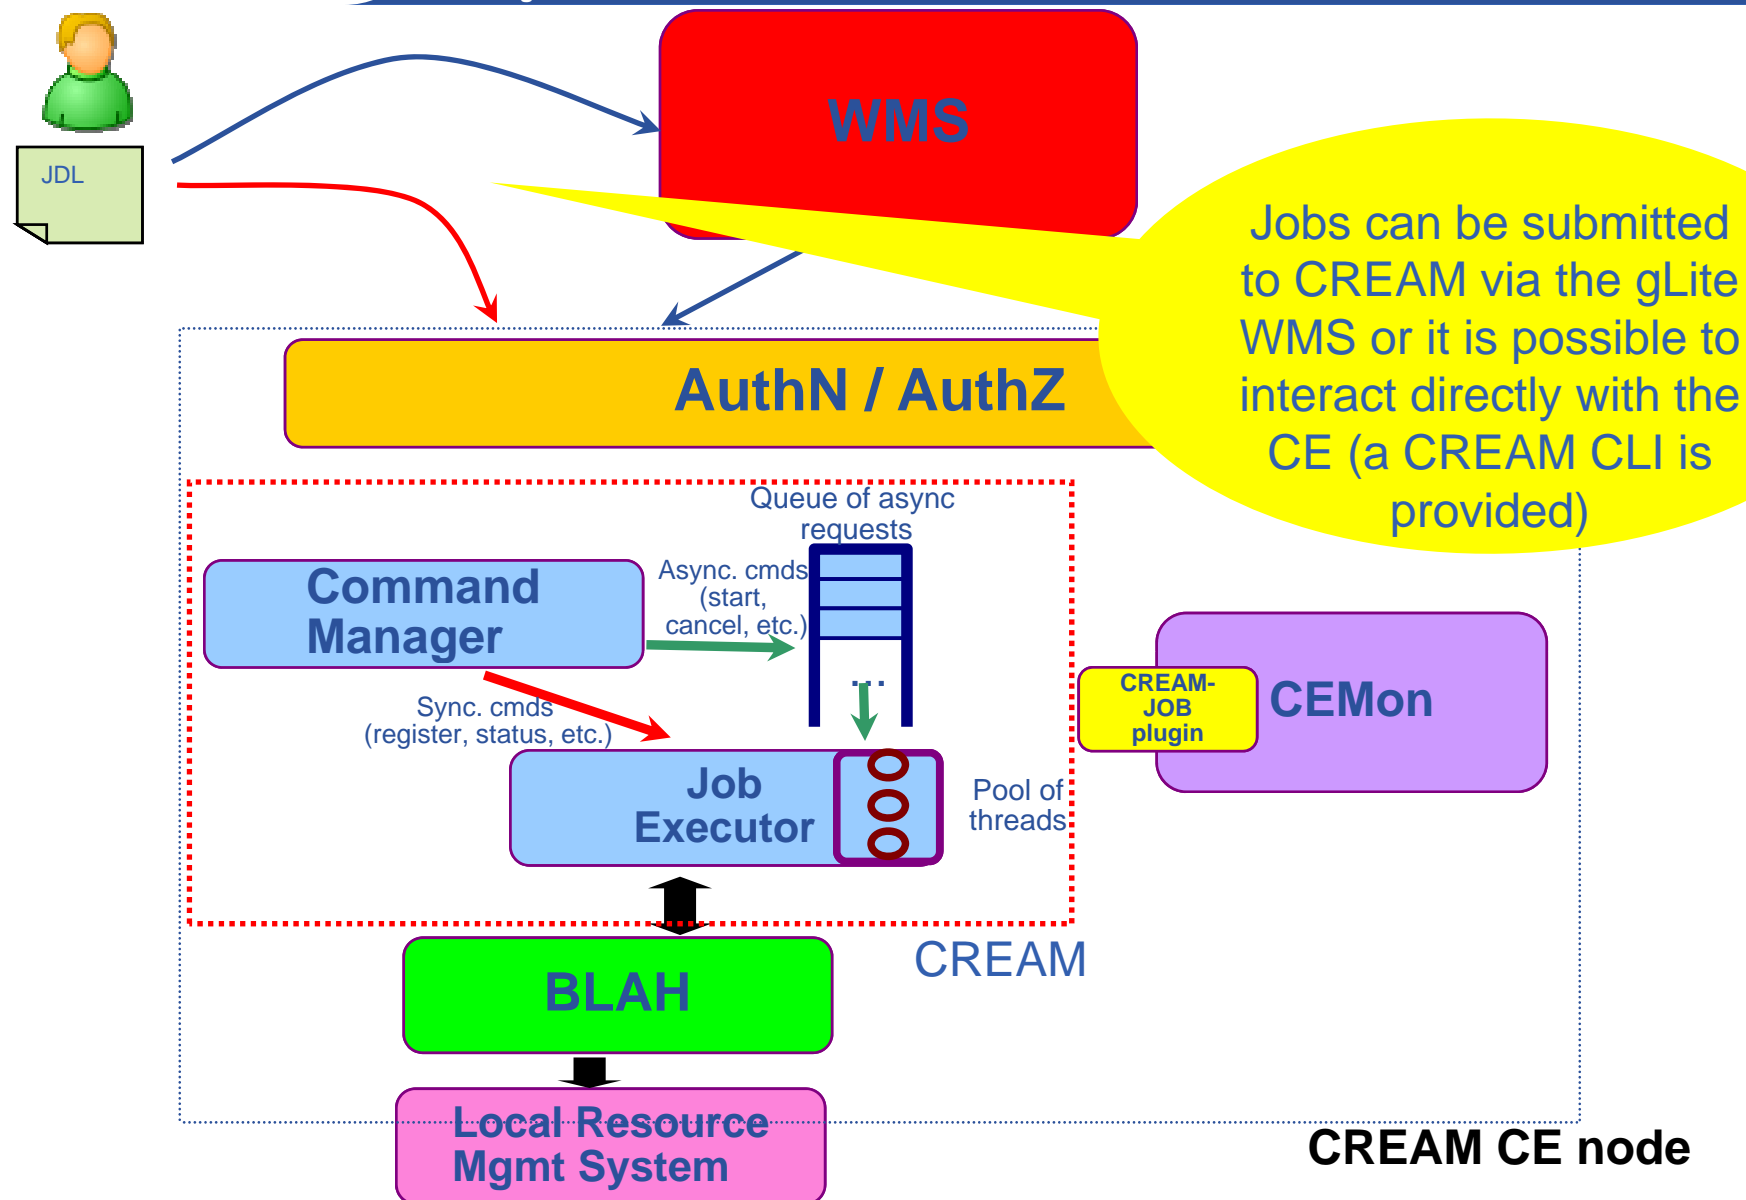 JDL
WMS
Jobs can be submitted
to CREAM via the gLite
WMS or it is possible to
interact directly with the
CE (a CREAM CLI is
provided)
AuthN / AuthZ
Queue of async
requests
Command
Manager
Async. cmds
(start,
cancel, etc.)
...
Sync. cmds
(register, status, etc.)
Job
Executor
Pool of
threads
CREAM-
JOB
plugin
CEMon
CREAM
BLAH
Local Resource
Mgmt System
CREAM CE node